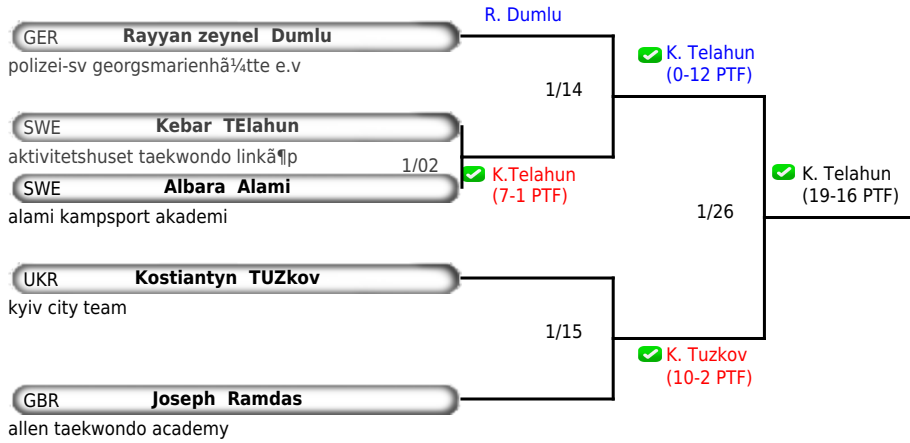 R. Dumlu
GER Rayyan zeynel Dumlu
polizei-sv georgsmarienhã¼tte e.v
K. Telahun
(0-12 PTF)
1/14
SWE Kebar TElahun
aktivitetshuset taekwondo linkã¶p
1/02
SWE Albara Alami
alami kampsport akademi
K.Telahun
(7-1 PTF)
K. Telahun
(19-16 PTF)
1/26
UKR Kostiantyn TUZkov
kyiv city team
1/15
K. Tuzkov
(10-2 PTF)
GBR Joseph Ramdas
allen taekwondo academy